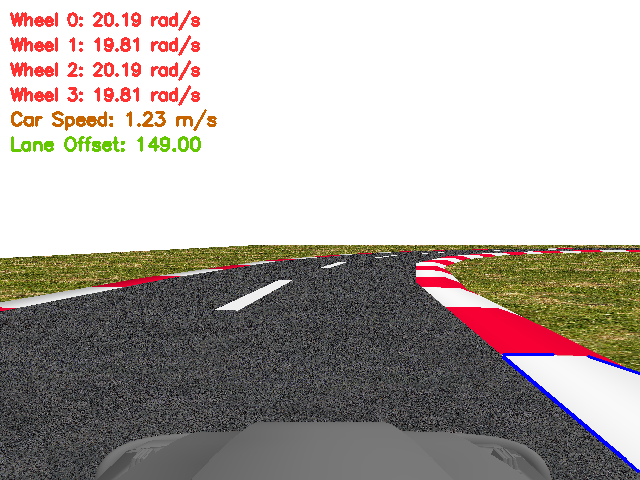 Wheel 0: 20.19 rad/s
Wheel 1: 19.81 rad/s
Wheel 2: 20.19 rad/s
Wheel 3: 19.81 rad/s
Car Speed: 1.23 m/s
Lane Offset: 149.00